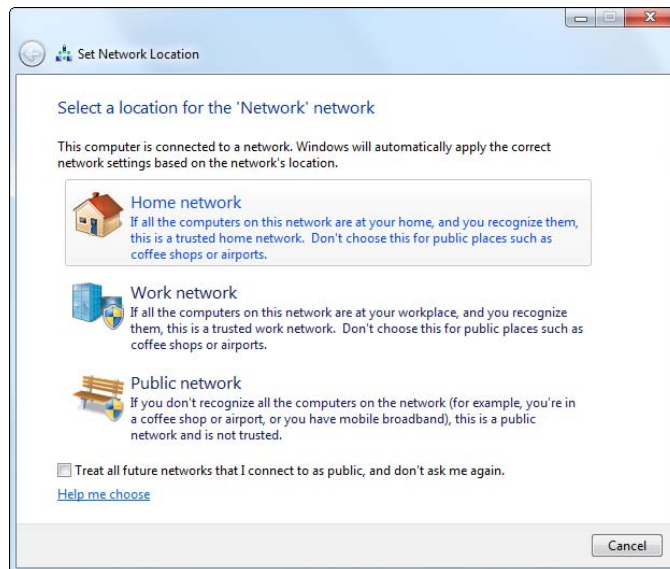 Set Network Location
Select a location for the 'Network' network
This computer is connected to a network. Windows will automatically apply the correct
network settings based on the network's location.
Home network
If all the computers on this network are at your home, and you recognize them,
this is a trusted home network.  Don't choose this for public places such as
coffee shops or airports.
Work network
If all the computers on this network are at your workplace, and you recognize
them, this is a trusted work network.  Don't choose this for public places such as
coffee shops or airports.
Public network
If you don't recognize all the computers on the network (for example, you're in
a coffee shop or airport, or you have mobile broadband), this is a public
network and is not trusted.
Treat all future networks that I connect to as public, and don't ask me again.
Help me choose
Cancel